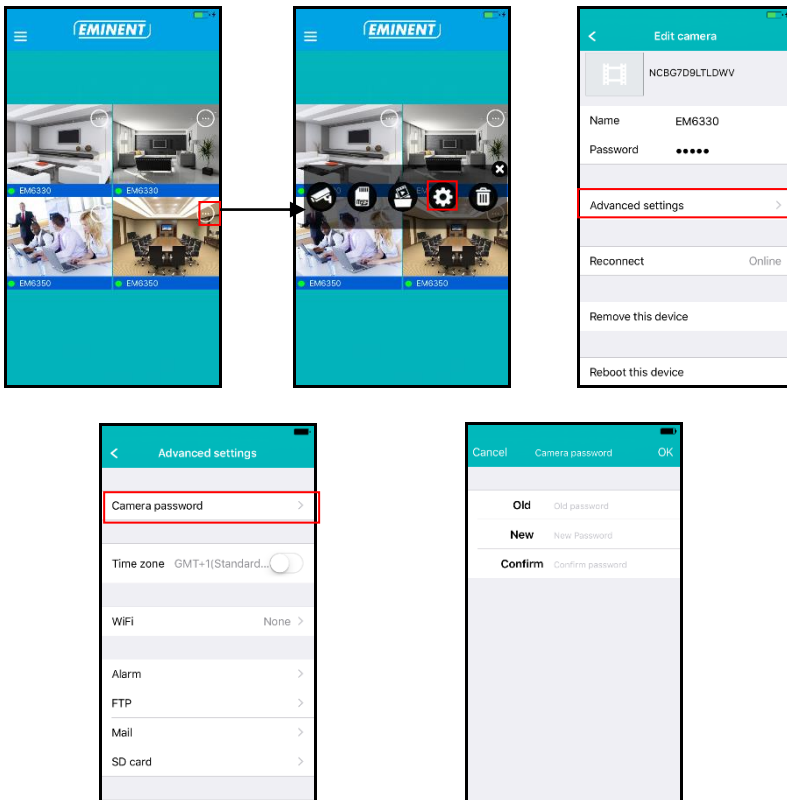 EMINENT
EM6330
EM6330
EM6350
EM6350
EMINENT
EM6350
EM6350
Edit camera
NCBG7D9LTLDWV
Name EM6330
Password •••••
Advanced settings
Reconnect Online
Remove this device
Reboot this device
Advanced settings
Camera password
Time zone GMT+1(Standard...
WiFi None
Alarm
FTP
Mail
SD card
Cancel Camera password OK
Old Old password
New New Password
Confirm Confirm password